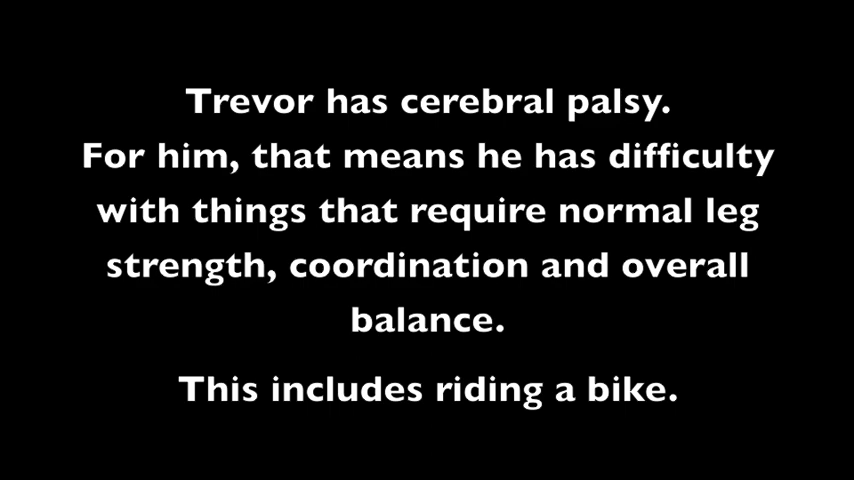 Trevor has cerebral palsy.
For him, that means he has difficulty
with things that require normal leg
strength, coordination and overall
balance.
This includes riding a bike.